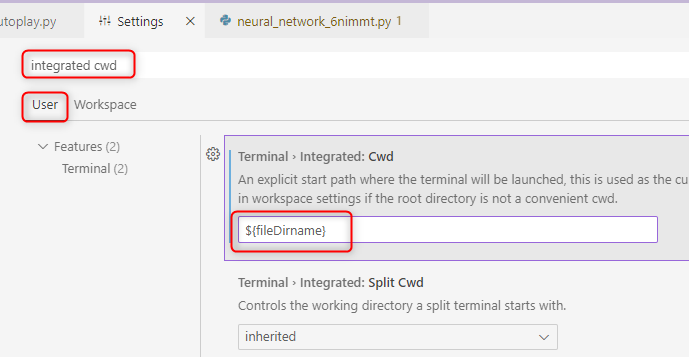 utoplay.py
Settings
neural_network_6nimmt.py 1
integrated cwd
User
Workspace
Features (2)
Terminal (2)
Terminal › Integrated: Cwd
An explicit start path where the terminal will be launched, this is used as the cu
in workspace settings if the root directory is not a convenient cwd.
${fileDirname}
Terminal › Integrated: Split Cwd
Controls the working directory a split terminal starts with.
inherited